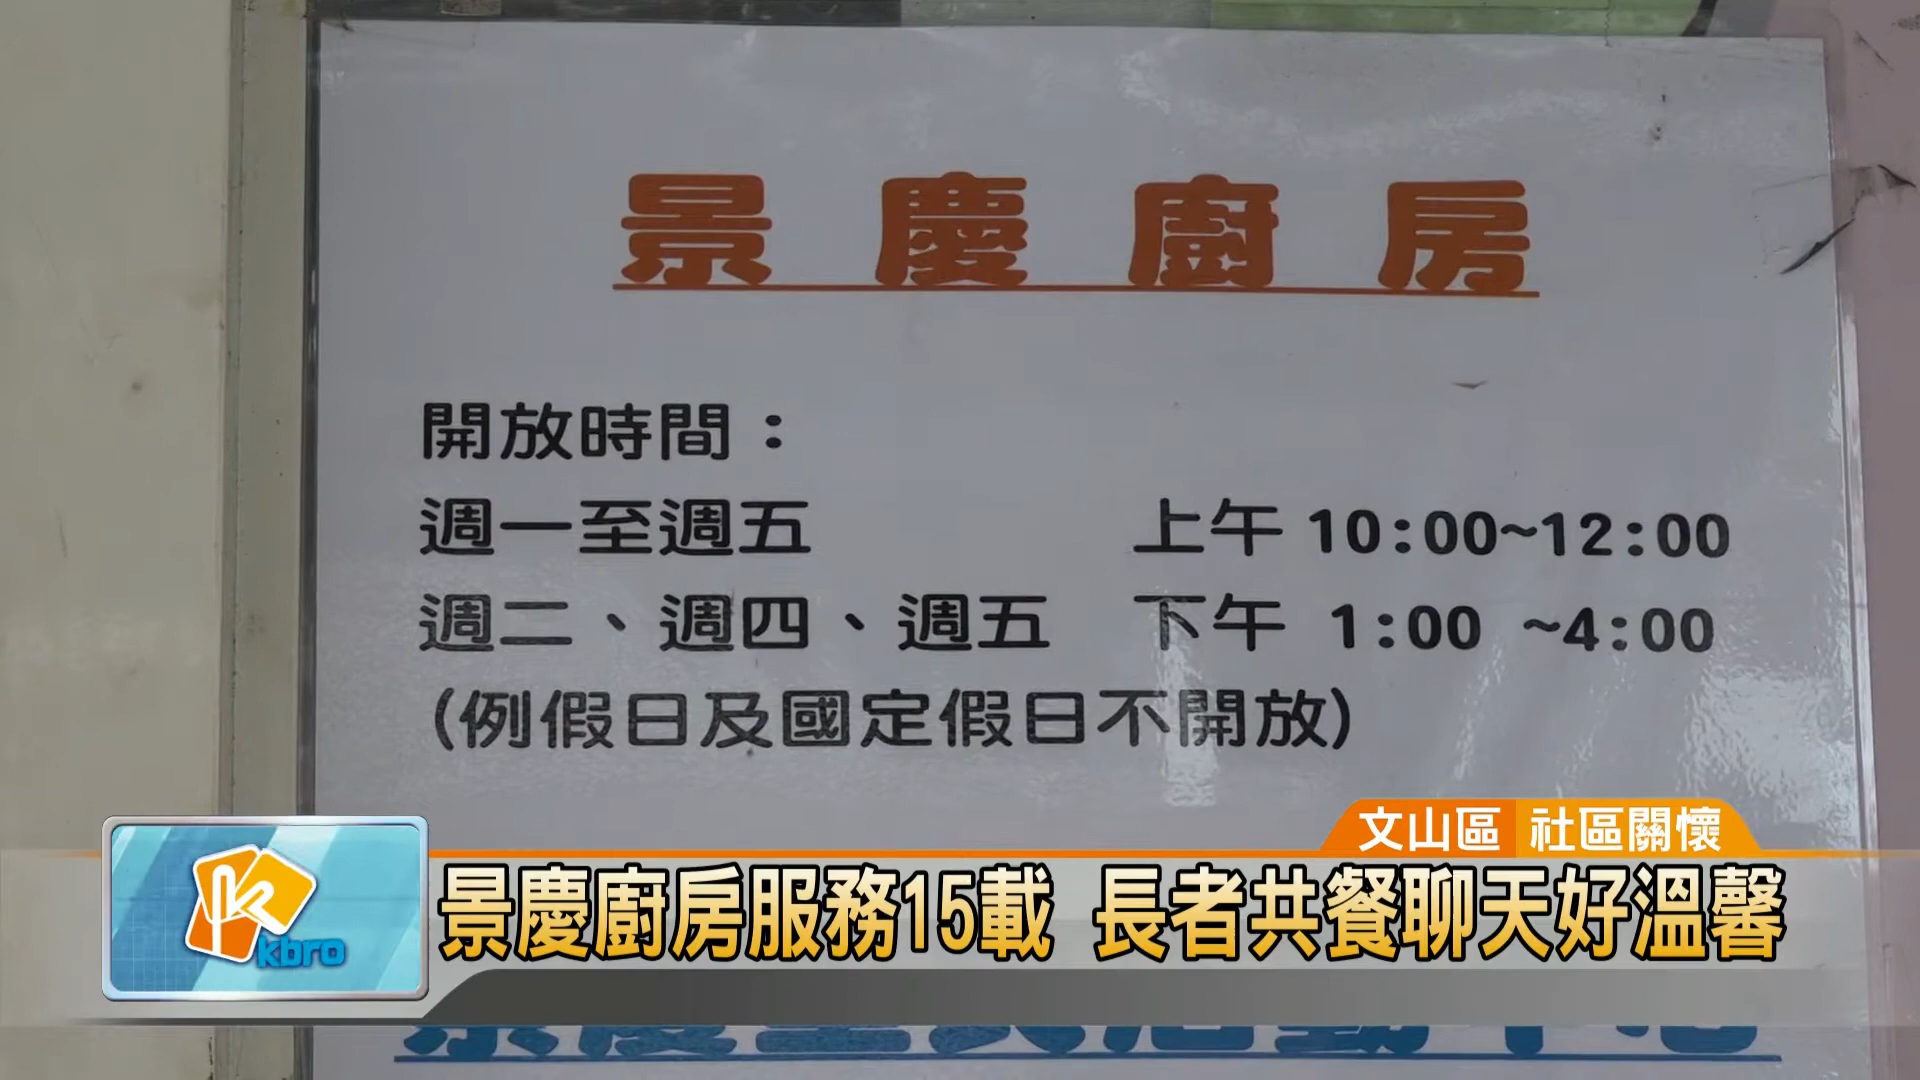 景慶廚房
開放時間：
週一至週五 上午 10:00~12:00
週二、週四、週五 下午 1:00 ~4:00
(例假日及國定假日不開放)
文山區 社區關懷
kbro
景慶廚房服務15載 長者共餐聊天好溫馨